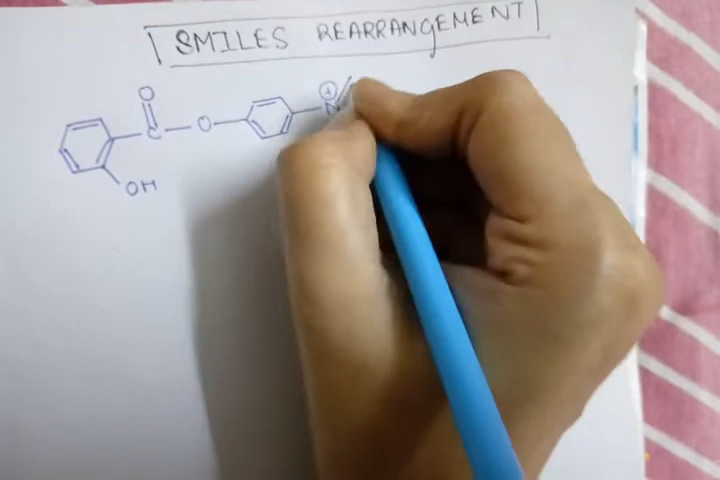 SMILES REARRANGEMENT
O
⊕
C O N
OH